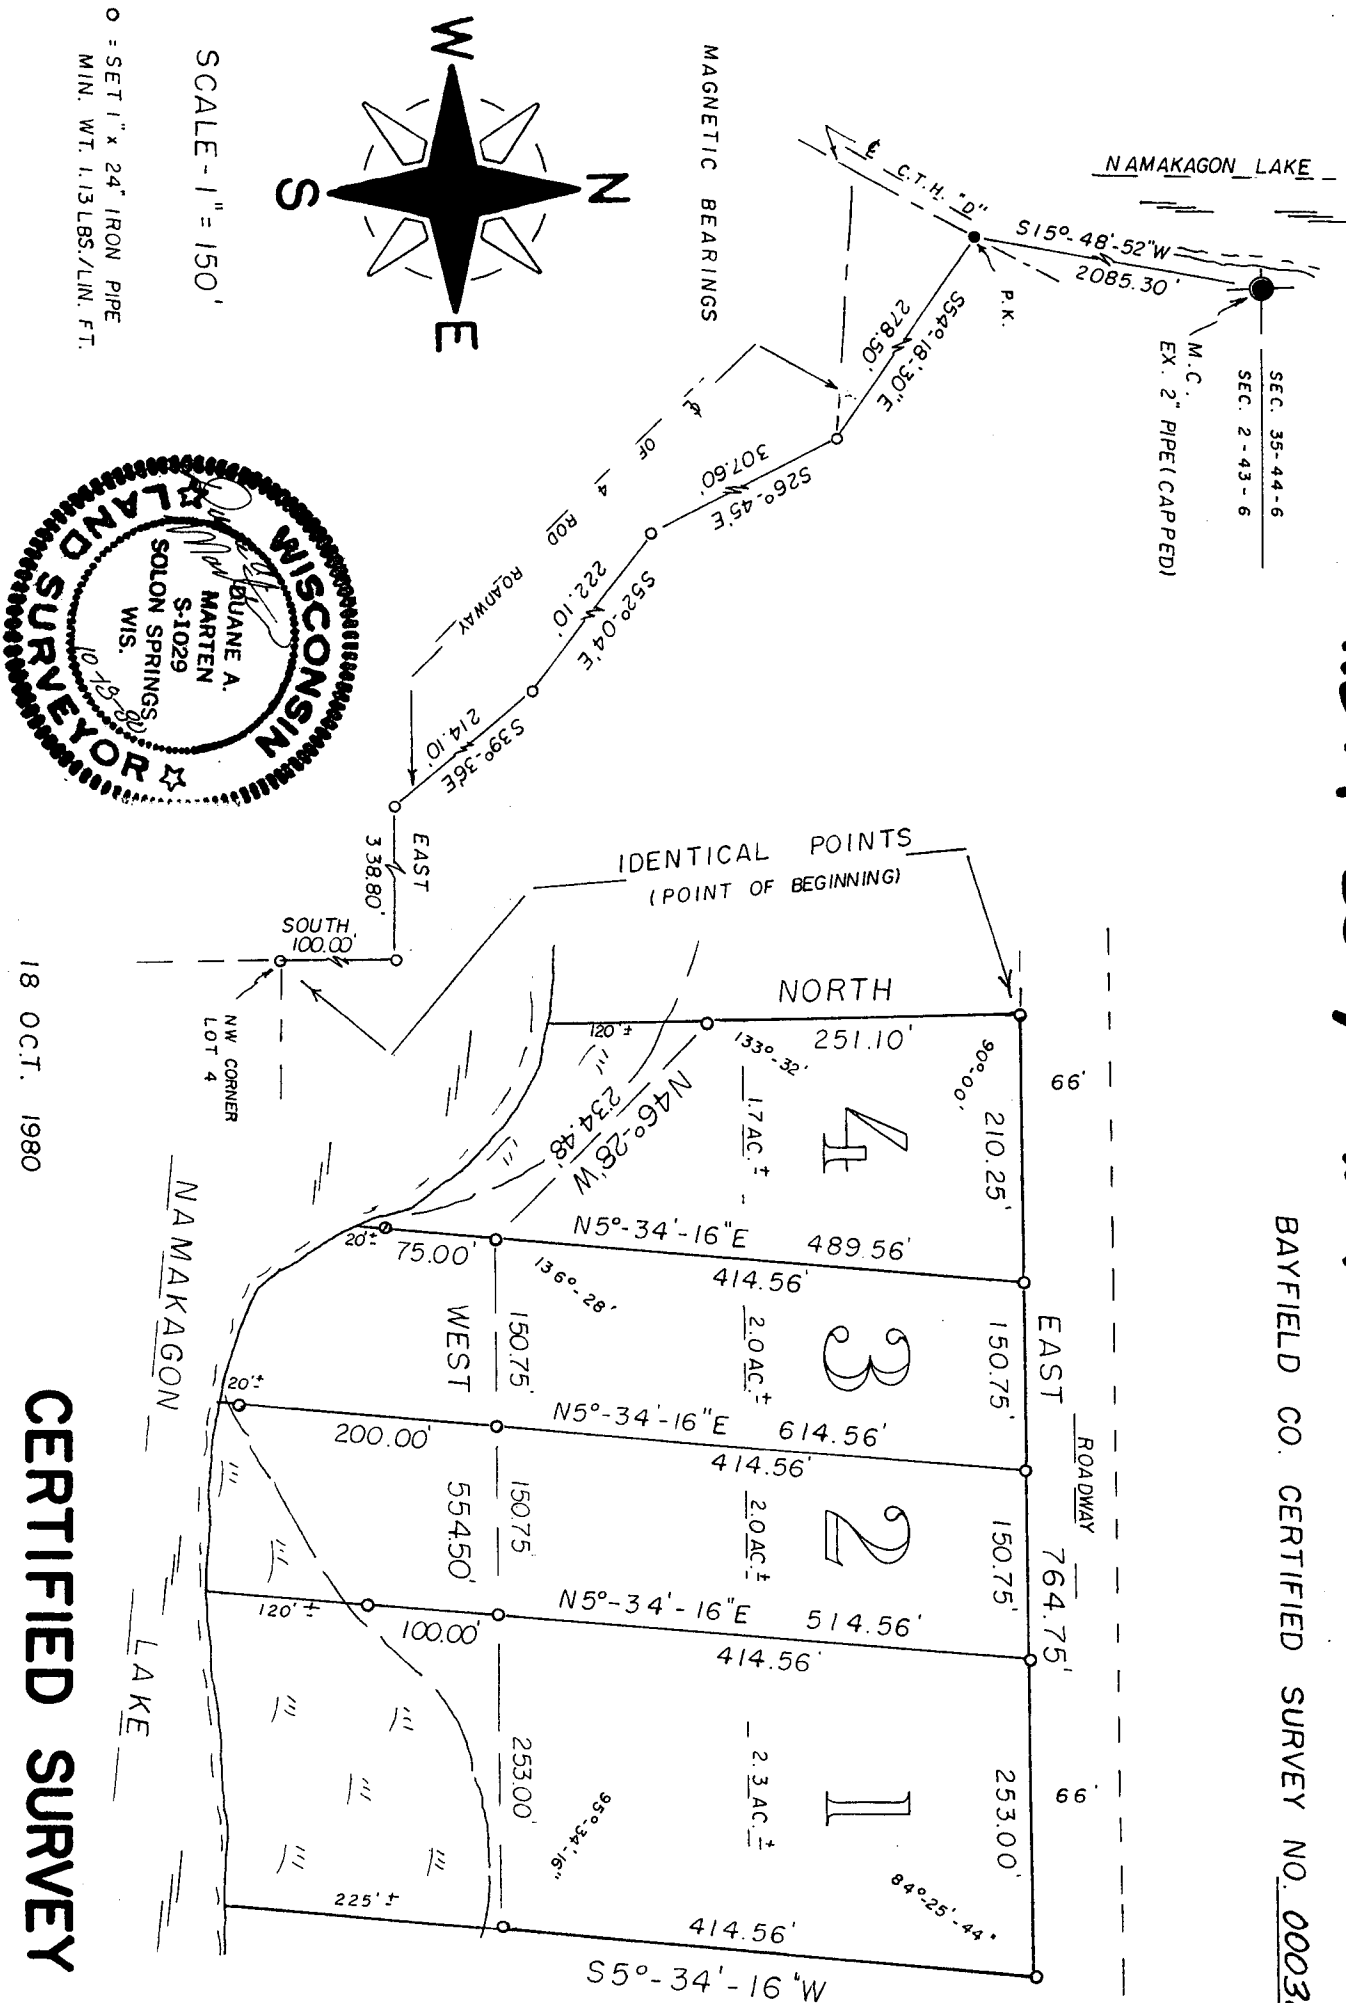 BAYFIELD CO. CERTIFIED SURVEY NO. 0003
NAMAKAGON LAKE
SEC. 35-44-6
SEC. 2-43-6
M.C.
EX. 2" PIPE (CAPPED)
S15°-48'-52"W
2085.30'
P.K.
℄ C.T.H. "D"
S54°-18'-30"E
278.50'
S26°-45'E
307.60'
S52°-04'E
222.10'
S39°-36'E
214.10'
℄ OF 4 ROD ROADWAY
EAST
338.80'
SOUTH
100.00'
NW CORNER
LOT 4
IDENTICAL POINTS
(POINT OF BEGINNING)
MAGNETIC BEARINGS
N
W
E
S
SCALE - 1" = 150'
o = SET 1" x 24" IRON PIPE
MIN. WT. 1.13 LBS./LIN. FT.
WISCONSIN
LAND SURVEYOR
DUANE A.
MARTEN
S-1029
SOLON SPRINGS
WIS.
10-18-80
66'
ROADWAY
66'
EAST 764.75'
210.25'
150.75'
150.75'
253.00'
NORTH
251.10'
90°-00'
133°-32'
120'±
4
1.7 AC.±
N46°-28'W
234.48'
N5°-34'-16"E 489.56'
414.56'
75.00'
20'±
136°-28'
3
2.0 AC.±
150.75'
WEST 554.50'
N5°-34'-16"E 614.56'
414.56'
200.00'
20'±
2
2.0 AC.±
150.75'
N5°-34'-16"E 514.56'
414.56'
100.00'
120'±
1
2.3 AC.±
253.00'
95°-34'-16"
84°-25'-44"
414.56'
S5°-34'-16"W
225'±
NAMAKAGON LAKE
18 OCT. 1980
CERTIFIED SURVEY